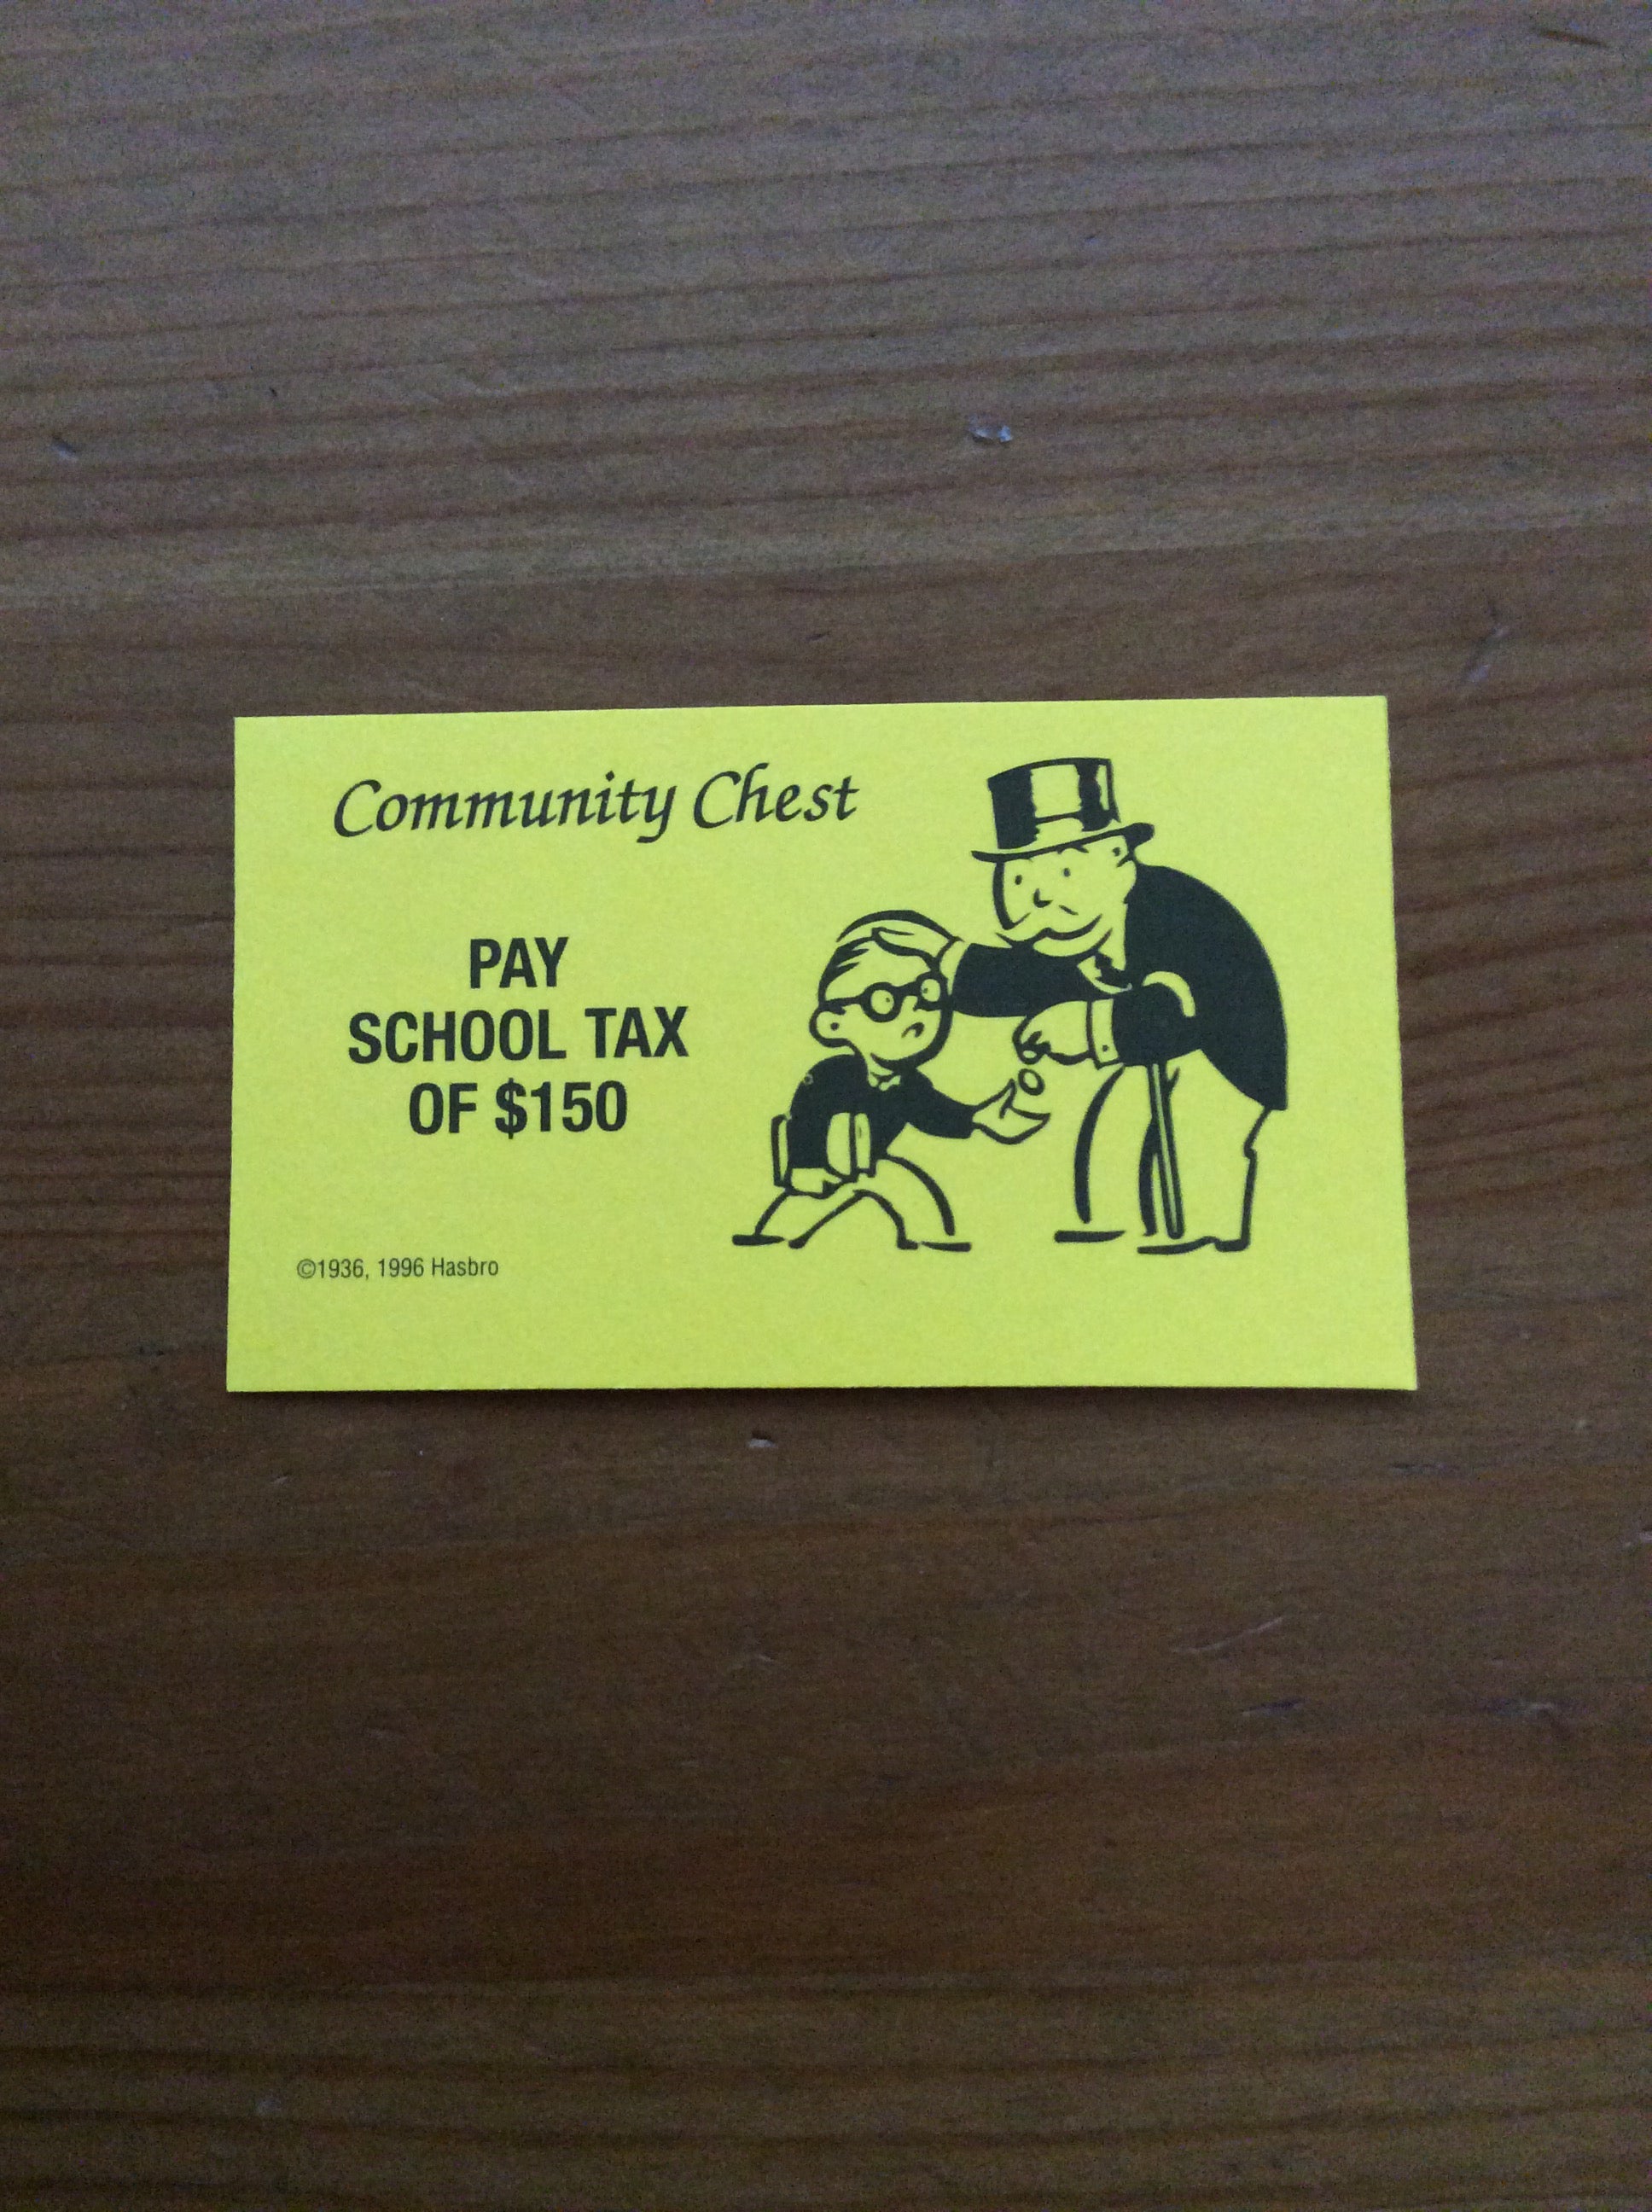 Community Chest
PAY
SCHOOL TAX
OF $150
©1936, 1996 Hasbro